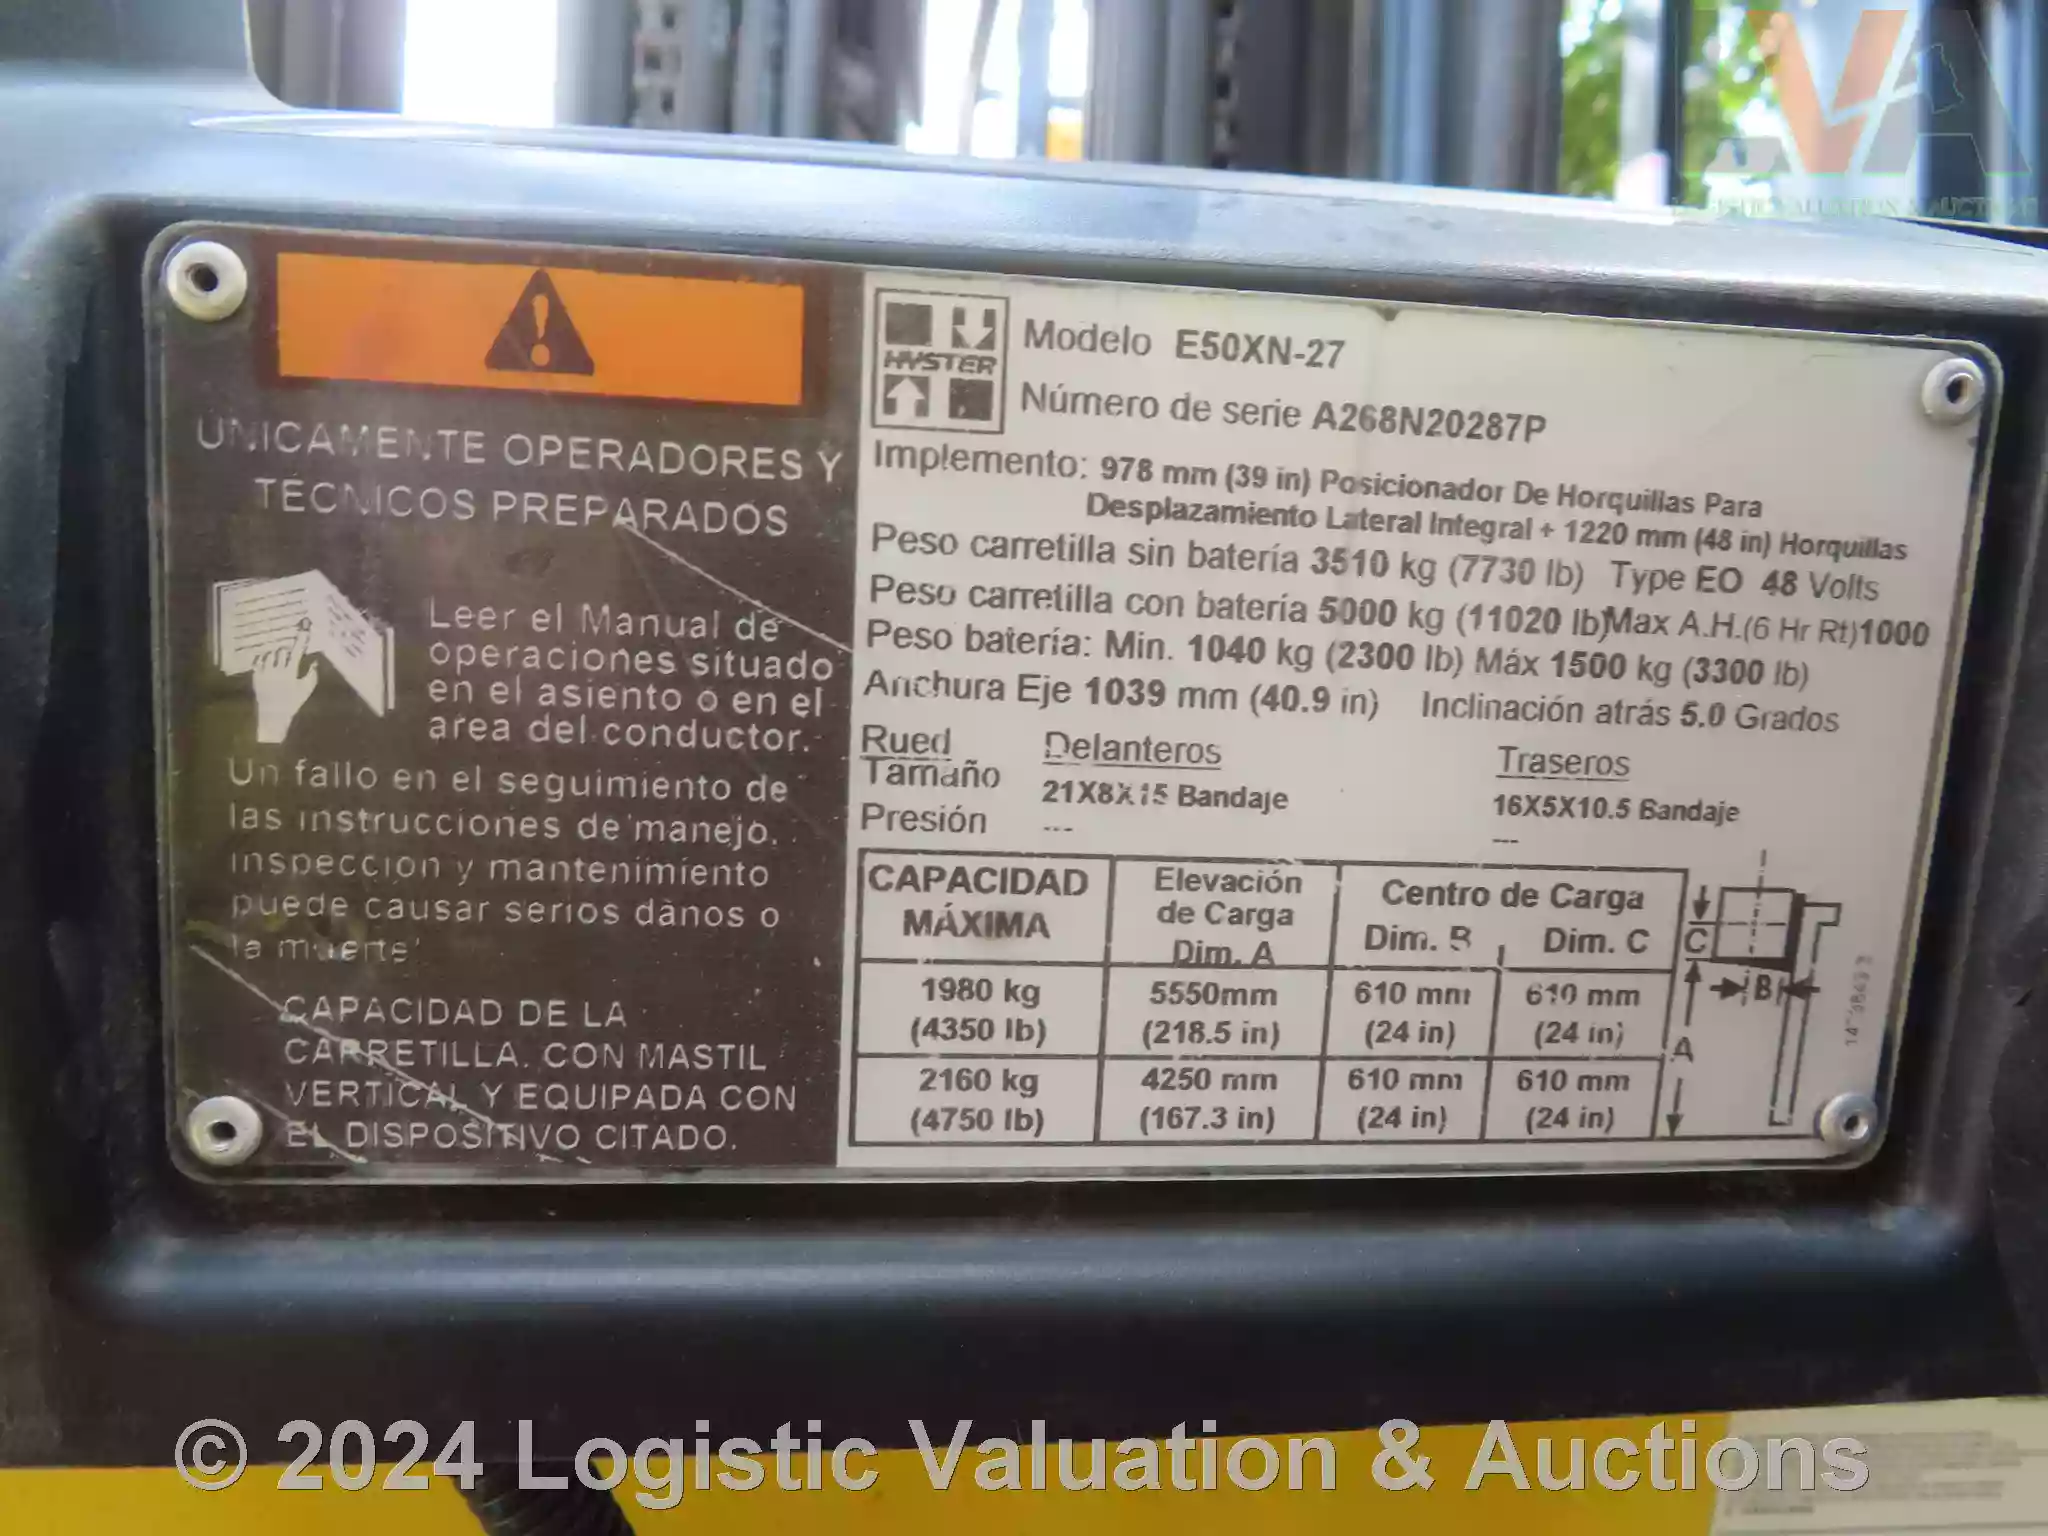 LVA
LOGISTIC VALUATION & AUCTIONS
ÚNICAMENTE OPERADORES Y
TÉCNICOS PREPARADOS
Leer el Manual de
operaciones situado
en el asiento o en el
area del conductor.
Un fallo en el seguimiento de
las instrucciones de manejo,
inspección y mantenimiento
puede causar serios daños o
la muerte
CAPACIDAD DE LA
CARRETILLA. CON MASTIL
VERTICAL Y EQUIPADA CON
EL DISPOSITIVO CITADO.
HYSTER
Modelo E50XN-27
Número de serie A268N20287P
Implemento: 978 mm (39 in) Posicionador De Horquillas Para
Desplazamiento Lateral Integral + 1220 mm (48 in) Horquillas
Peso carretilla sin batería 3510 kg (7730 lb) Type EO 48 Volts
Peso carretilla con batería 5000 kg (11020 lb) Max A.H.(6 Hr Rt)1000
Peso batería: Min. 1040 kg (2300 lb) Máx 1500 kg (3300 lb)
Anchura Eje 1039 mm (40.9 in) Inclinación atrás 5.0 Grados
Rued Delanteros Traseros
Tamaño 21X8X15 Bandaje 16X5X10.5 Bandaje
Presión --- ---
CAPACIDAD MÁXIMA Elevación de Carga Dim. A Centro de Carga Dim. B Dim. C
1980 kg 5550mm 610 mm 610 mm
(4350 lb) (218.5 in) (24 in) (24 in)
2160 kg 4250 mm 610 mm 610 mm
(4750 lb) (167.3 in) (24 in) (24 in)
C
B
A
© 2024 Logistic Valuation & Auctions